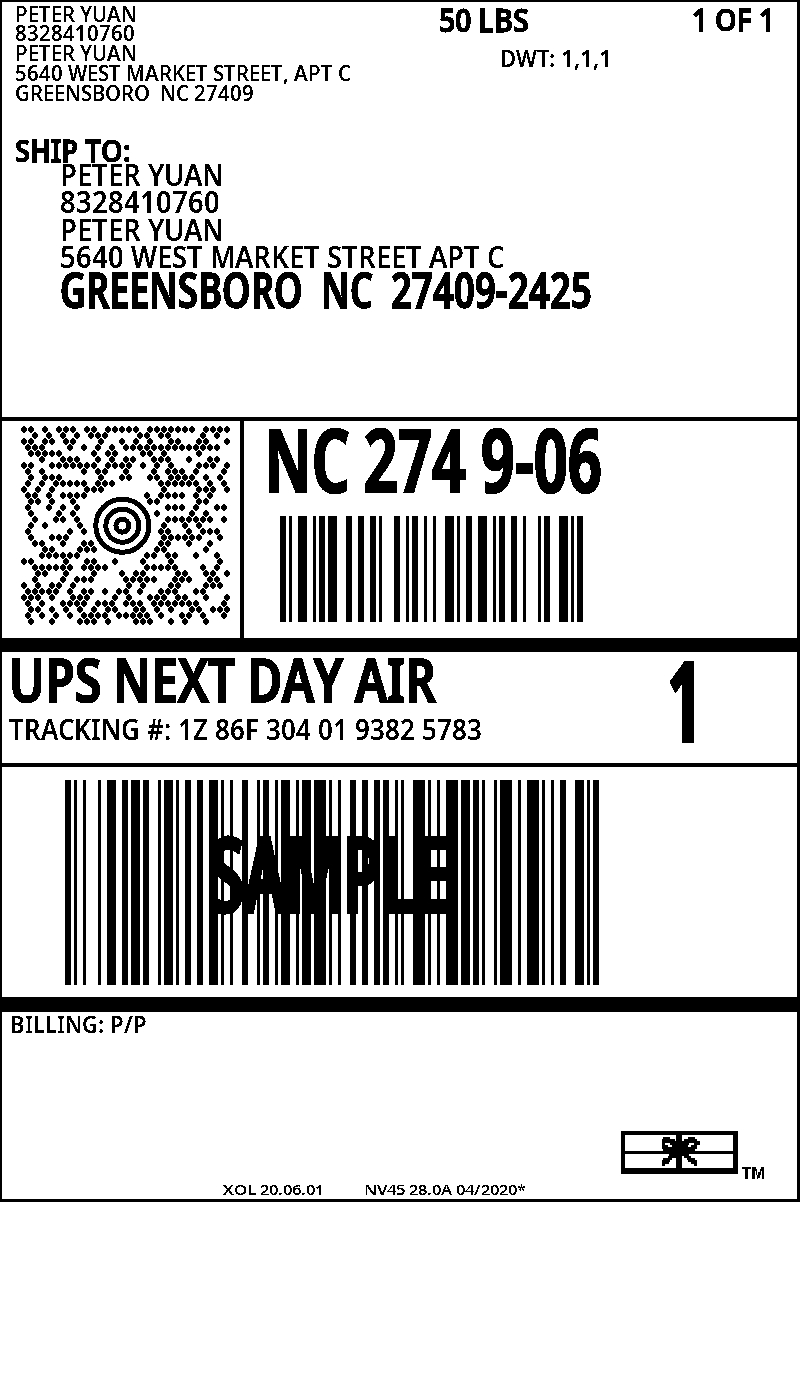 PETER YUAN
8328410760
PETER YUAN
5640 WEST MARKET STREET, APT C
GREENSBORO NC 27409
50 LBS
1 OF 1
DWT: 1,1,1
SHIP TO:
PETER YUAN
8328410760
PETER YUAN
5640 WEST MARKET STREET APT C
GREENSBORO NC 27409-2425
NC 274 9-06
UPS NEXT DAY AIR
1
TRACKING #: 1Z 86F 304 01 9382 5783
SAMPLE
BILLING: P/P
TM
XOL 20.06.01 NV45 28.0A 04/2020*